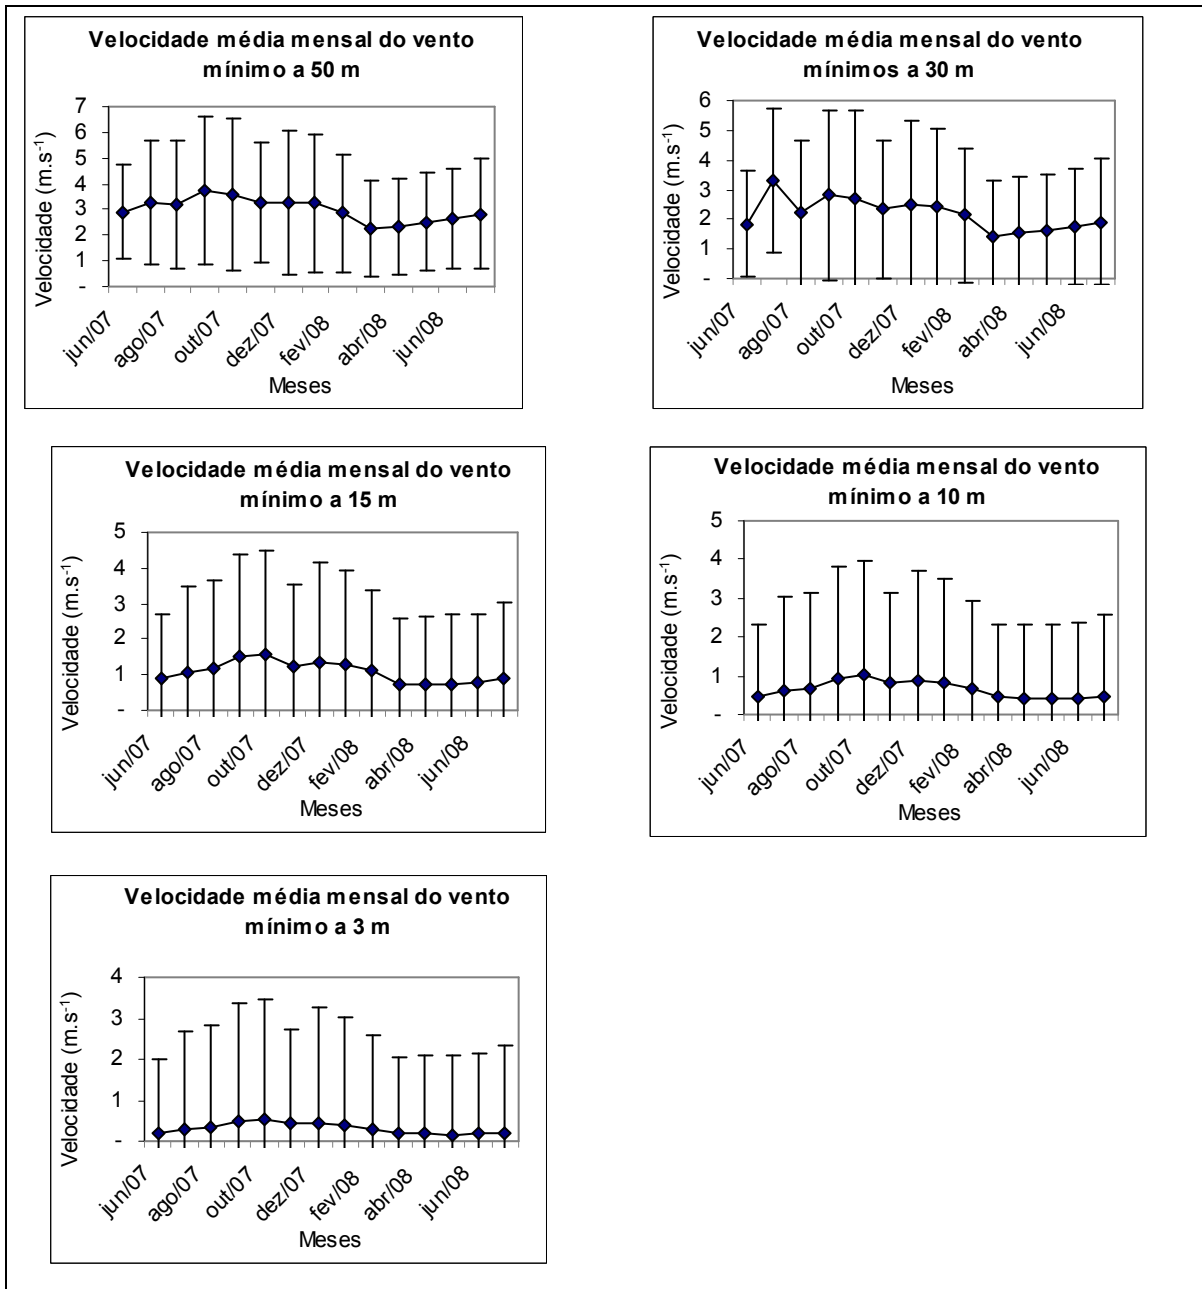 Velocidade média mensal do vento
mínimo a 50 m
Velocidade (m.s-1)
7
6
5
4
3
2
1
-
jun/07
ago/07
out/07
dez/07
fev/08
abr/08
jun/08
Meses
Velocidade média mensal do vento
mínimos a 30 m
Velocidade (m.s-1)
6
5
4
3
2
1
-
jun/07
ago/07
out/07
dez/07
fev/08
abr/08
jun/08
Meses
Velocidade média mensal do vento
mínimo a 15 m
Velocidade (m.s-1)
5
4
3
2
1
-
jun/07
ago/07
out/07
dez/07
fev/08
abr/08
jun/08
Meses
Velocidade média mensal do vento
mínimo a 10 m
Velocidade (m.s-1)
5
4
3
2
1
-
jun/07
ago/07
out/07
dez/07
fev/08
abr/08
jun/08
Meses
Velocidade média mensal do vento
mínimo a 3 m
Velocidade (m.s-1)
4
3
2
1
-
jun/07
ago/07
out/07
dez/07
fev/08
abr/08
jun/08
Meses